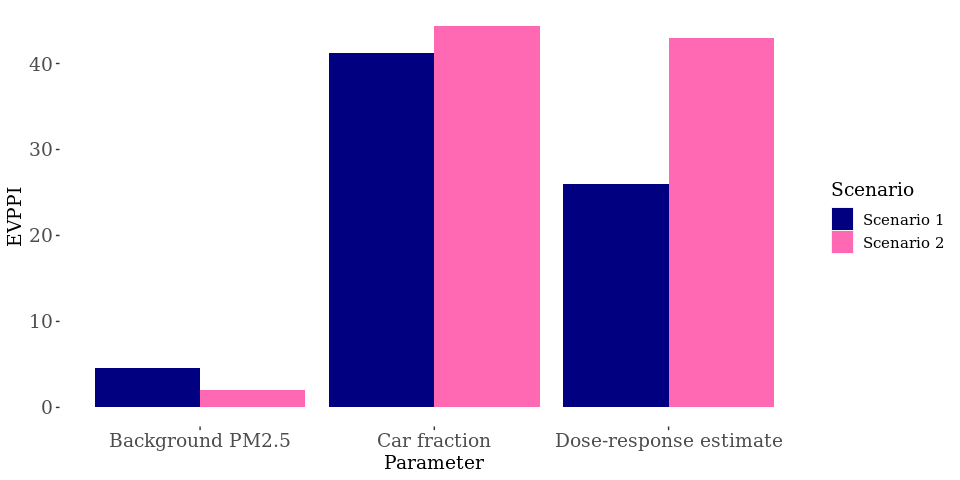 EVPPI
40
30
20
10
0
Background PM2.5
Car fraction
Dose-response estimate
Parameter
Scenario
Scenario 1
Scenario 2